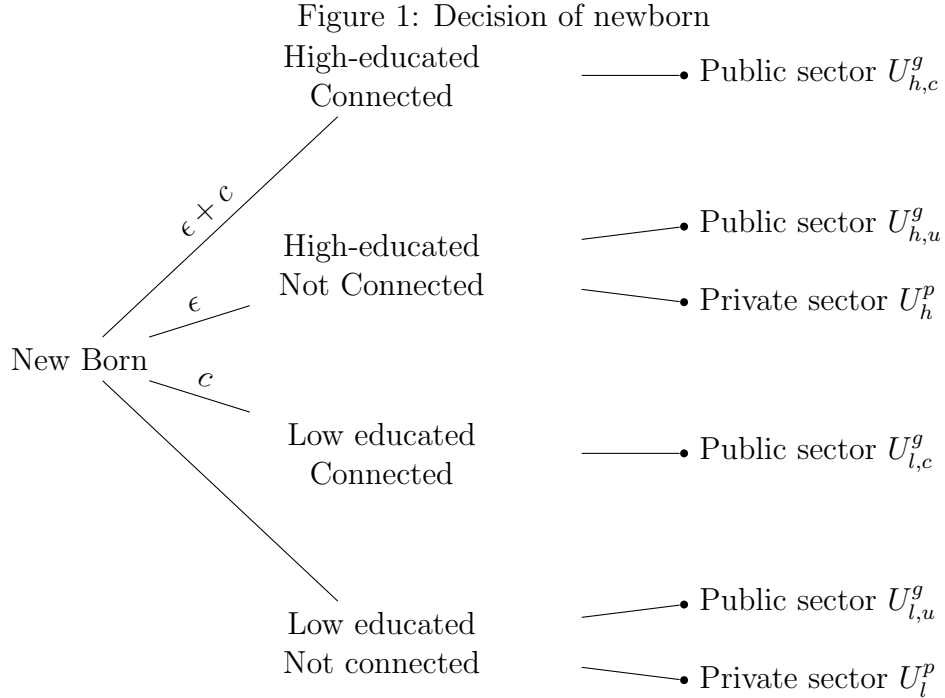 Figure 1: Decision of newborn
High-educated
Connected
Public sector $U^g_{h,c}$
ϵ + c
High-educated
Not Connected
Public sector $U^g_{h,u}$
Private sector $U^p_h$
ϵ
New Born
c
Low educated
Connected
Public sector $U^g_{l,c}$
Low educated
Not connected
Public sector $U^g_{l,u}$
Private sector $U^p_l$